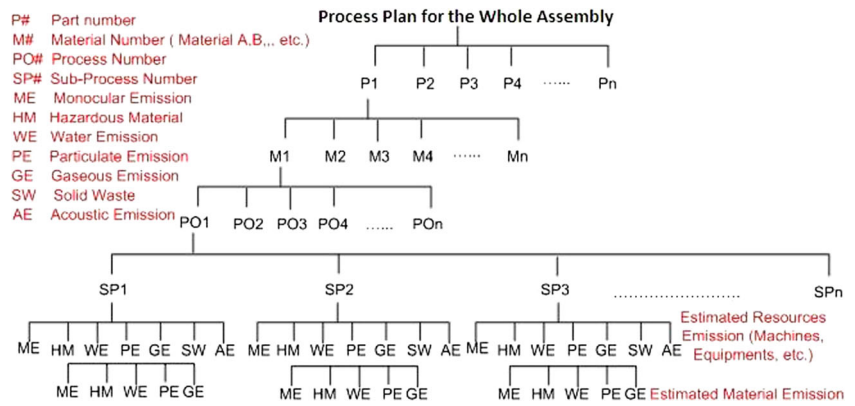 Process Plan for the Whole Assembly
P# Part number
M# Material Number ( Material A,B,,, etc.)
PO# Process Number
SP# Sub-Process Number
ME Monocular Emission
HM Hazardous Material
WE Water Emission
PE Particulate Emission
GE Gaseous Emission
SW Solid Waste
AE Acoustic Emission
P1 P2 P3 P4 ...... Pn
M1 M2 M3 M4 ...... Mn
PO1 PO2 PO3 PO4 ...... POn
SP1 SP2 SP3 .......................... SPn
ME HM WE PE GE SW AE ME HM WE PE GE SW AE ME HM WE PE GE SW AE
Estimated Resources
Emission (Machines,
Equipments, etc.)
ME HM WE PE GE ME HM WE PE GE ME HM WE PE GE Estimated Material Emission